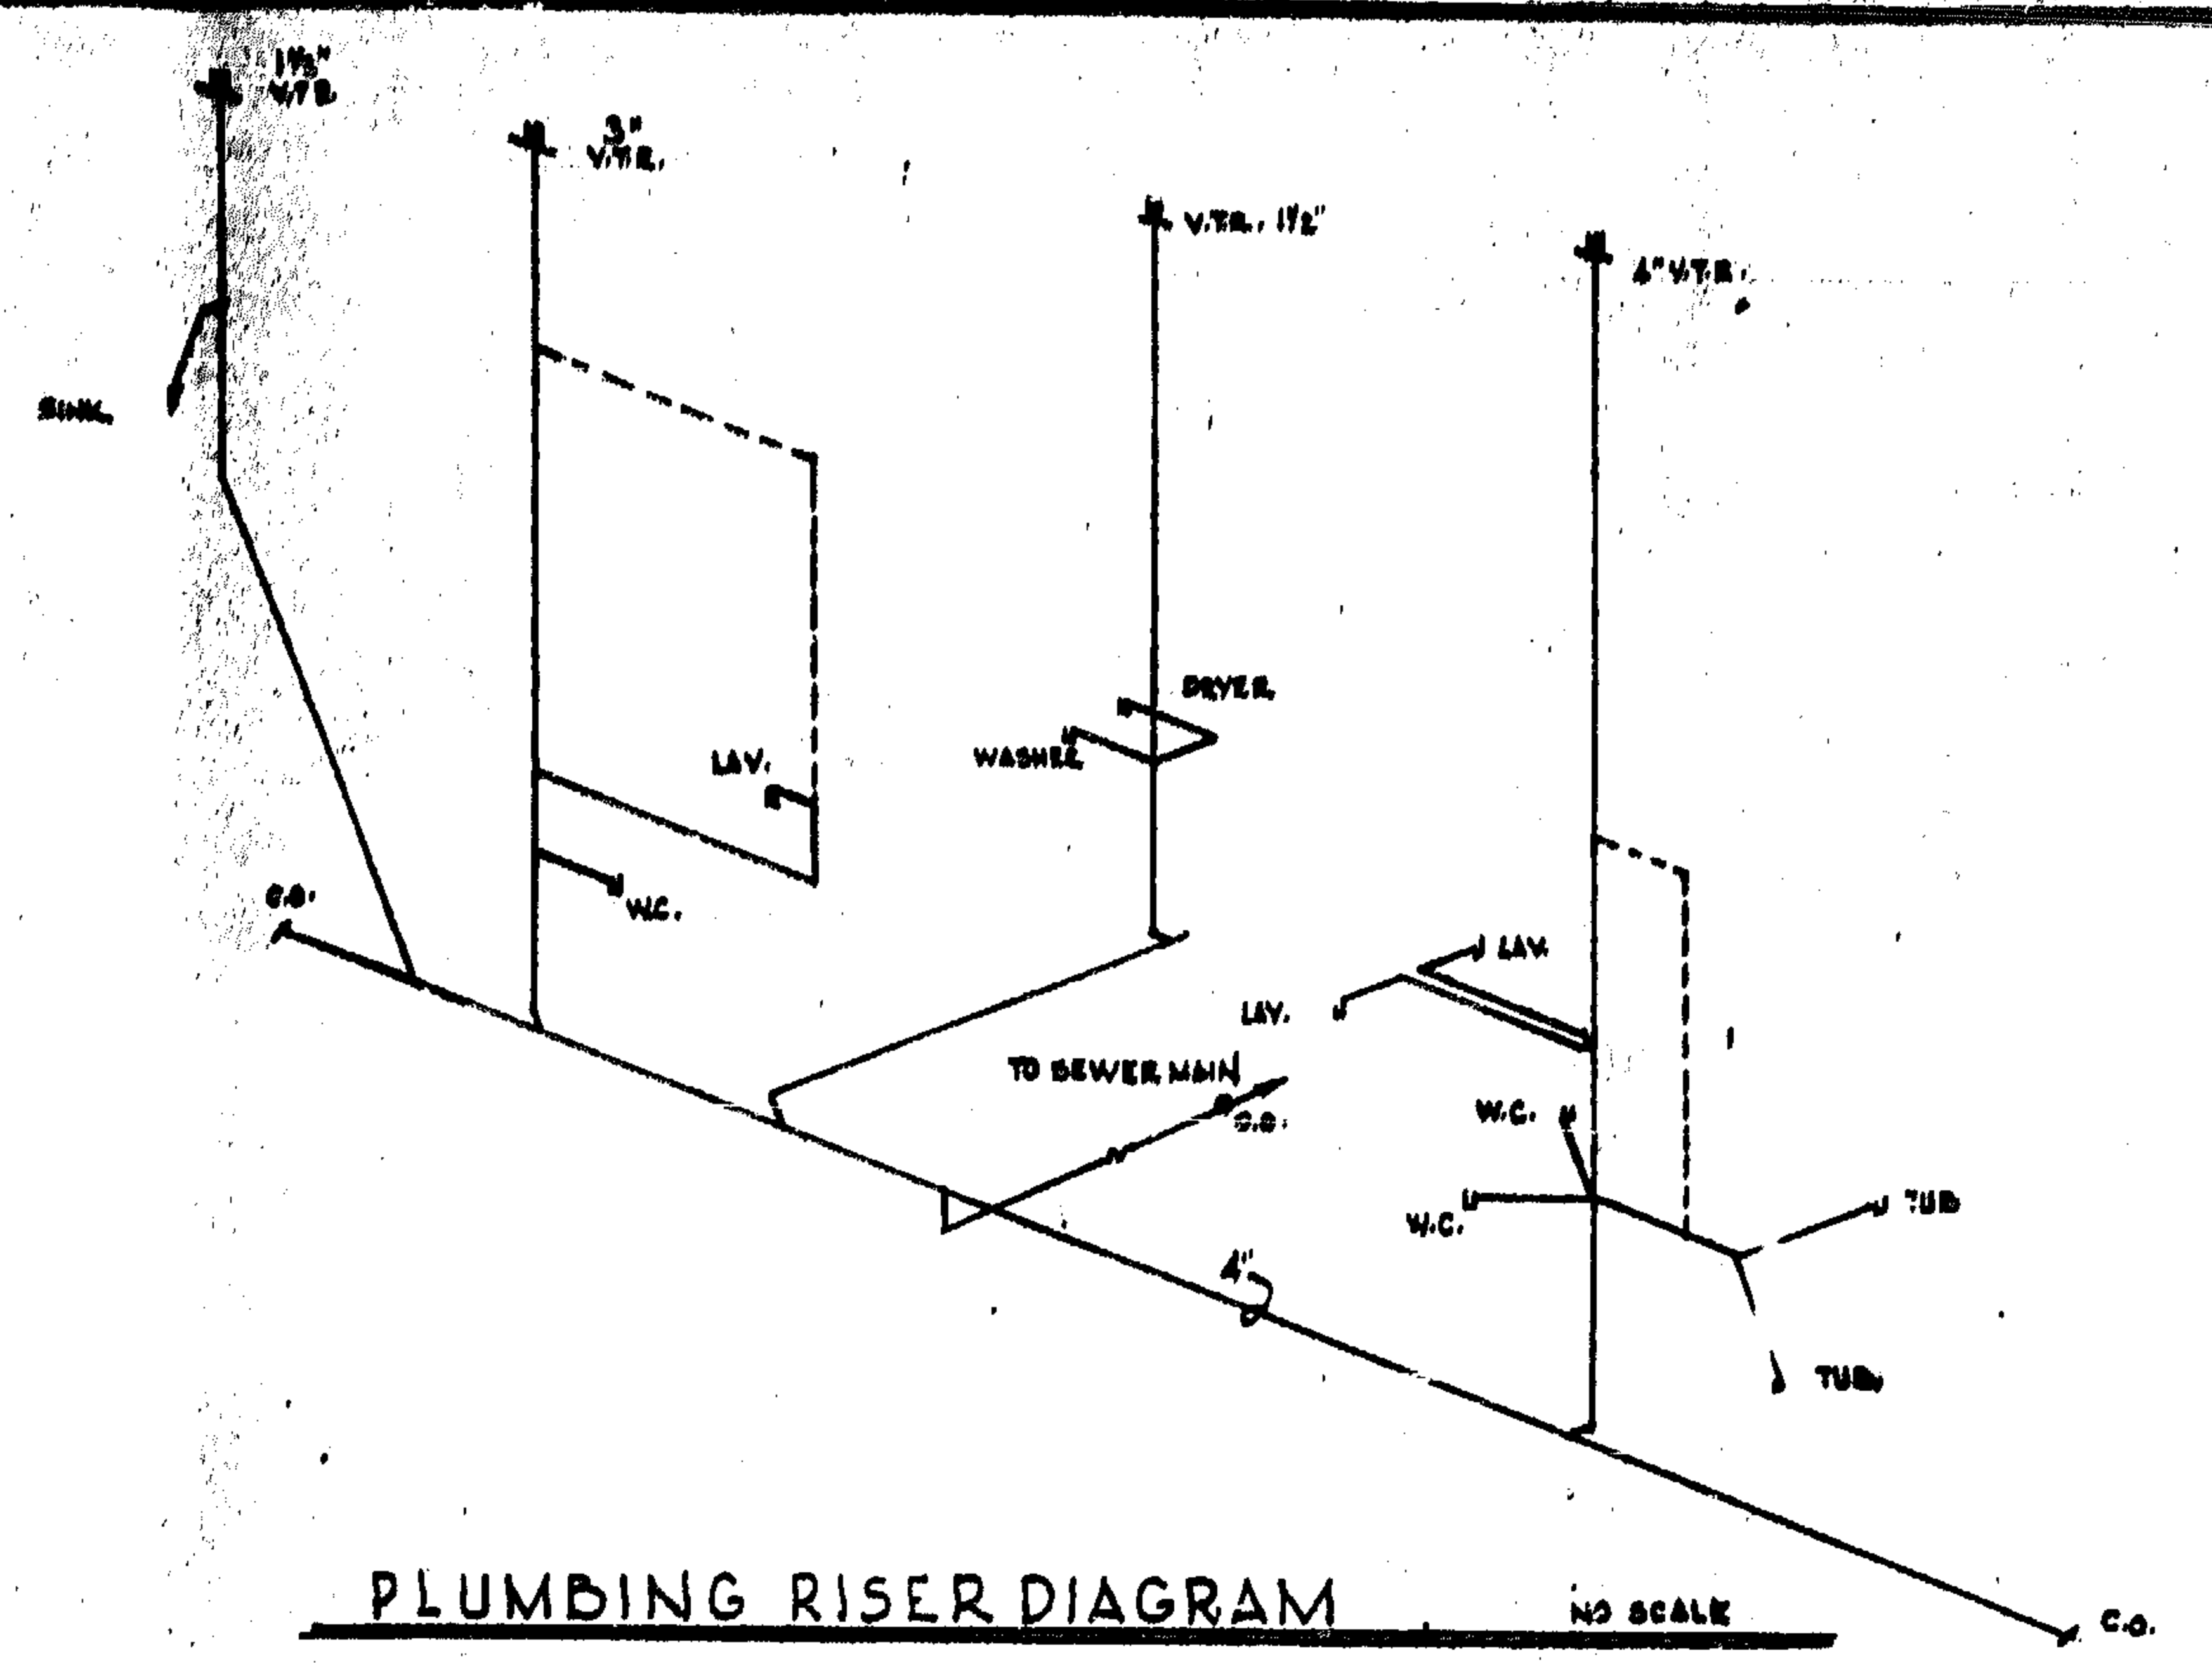 1½"
V.T.R.
3"
V.T.R.
V.T.R. 1½"
4" V.T.R.
SINK.
DRYER.
WASHER
LAV.
W.C.
C.O.
LAV.
LAV.
TO SEWER MAIN
C.O.
W.C.
W.C.
TUB
4"
TUB.
PLUMBING RISER DIAGRAM
NO SCALE
C.O.